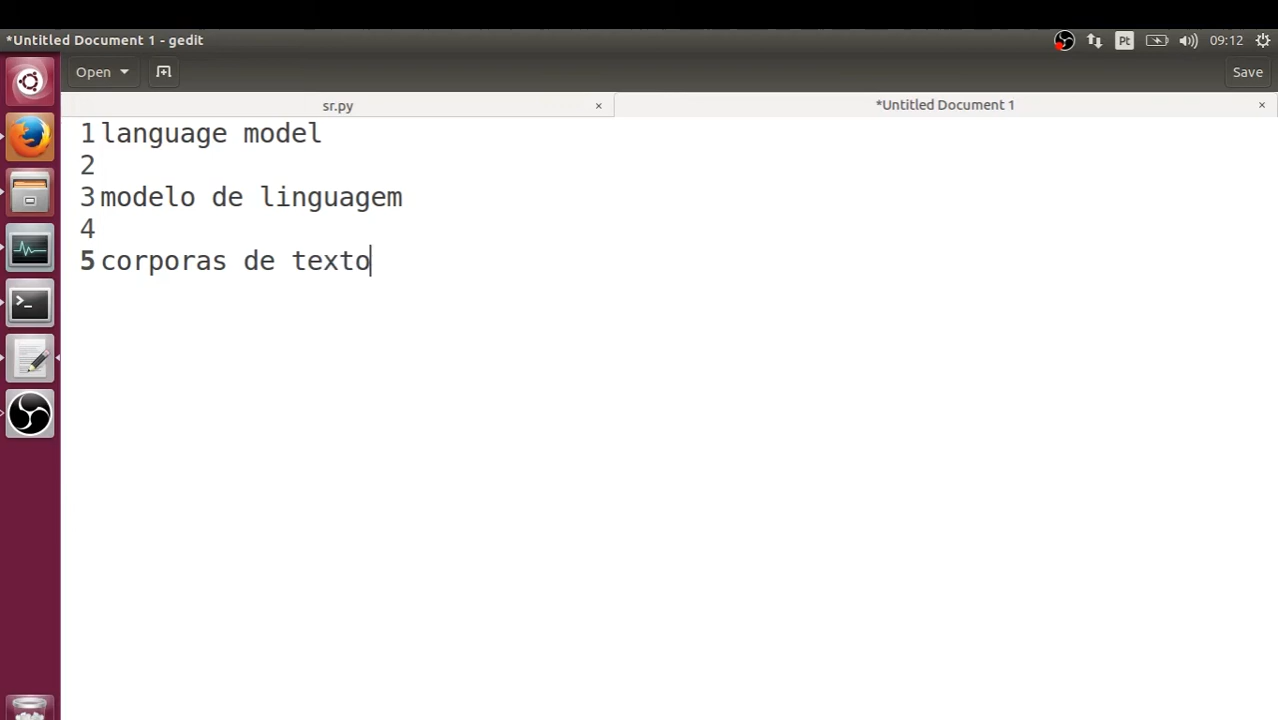 *Untitled Document 1 - gedit
Pt
09:12
Open
Save
sr.py
*Untitled Document 1
1 language model
2
3 modelo de linguagem
4
5 corporas de texto